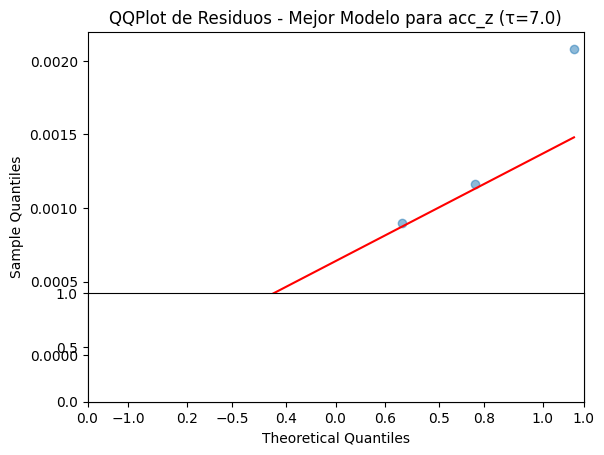 QQPlot de Residuos - Mejor Modelo para acc_z (τ=7.0)
0.0020
0.0015
0.0010
0.0005
1.0
0.5
0.0000
0.0
Sample Quantiles
0.0 −1.0 0.2 −0.5 0.4 0.0 0.6 0.5 0.8 1.0 1.0
Theoretical Quantiles